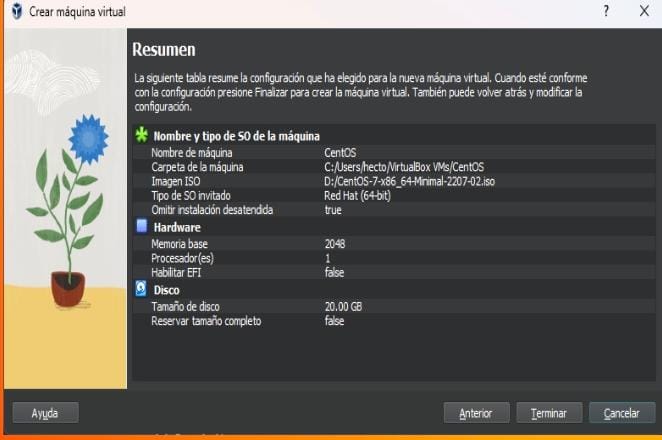 Crear máquina virtual
? X
Resumen
La siguiente tabla resume la configuración que ha elegido para la nueva máquina virtual. Cuando esté conforme
con la configuración presione Finalizar para crear la máquina virtual. También puede volver atrás y modificar la
configuración.
Nombre y tipo de SO de la máquina
Nombre de máquina CentOS
Carpeta de la máquina C:/Users/hecto/VirtualBox VMs/CentOS
Imagen ISO D:/CentOS-7-x86_64-Minimal-2207-02.iso
Tipo de SO invitado Red Hat (64-bit)
Omitir instalación desatendida true
Hardware
Memoria base 2048
Procesador(es) 1
Habilitar EFI false
Disco
Tamaño de disco 20.00 GB
Reservar tamaño completo false
Ayuda Anterior Terminar Cancelar